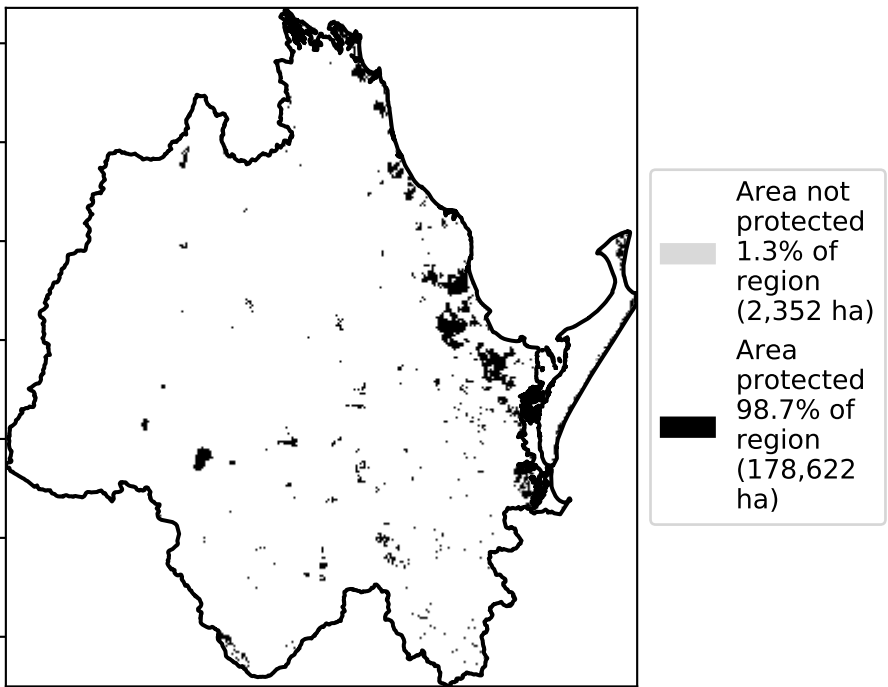 Area not
protected
1.3% of
region
(2,352 ha)
Area
protected
98.7% of
region
(178,622
ha)